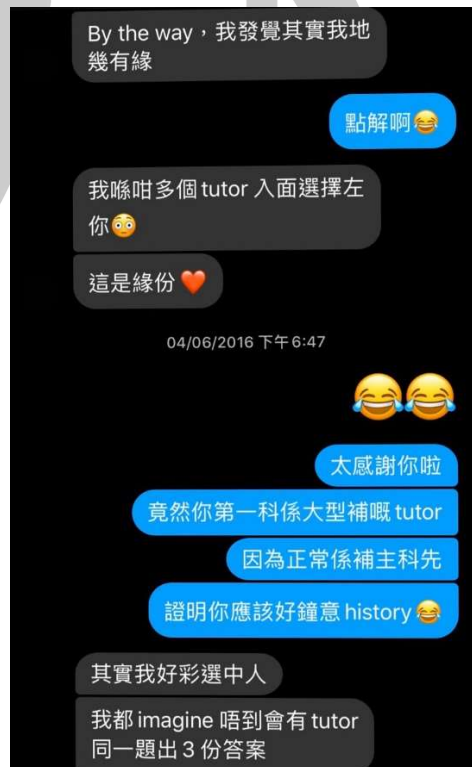 By the way，我發覺其實我地
幾有緣
點解啊😂
我喺咁多個 tutor 入面選擇左
你😳
這是緣份❤️
04/06/2016 下午6:47
😂😂
太感謝你啦
竟然你第一科係大型補嘅 tutor
因為正常係補主科先
證明你應該好鐘意 history😂
其實我好彩選中人
我都 imagine 唔到會有 tutor
同一題出 3 份答案